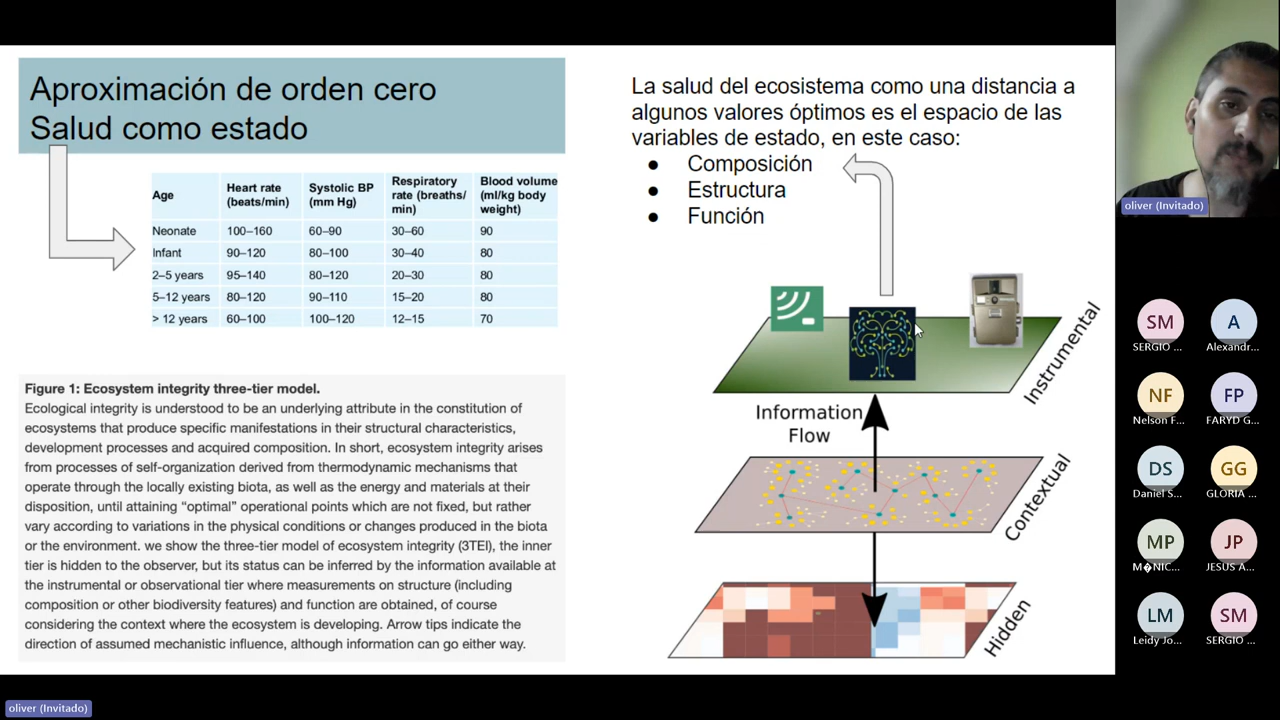 Aproximación de orden cero
Salud como estado
Age
Heart rate
(beats/min)
Systolic BP
(mm Hg)
Respiratory
rate (breaths/
min)
Blood volume
(ml/kg body
weight)
Neonate 100–160 60–90 30–60 90
Infant 90–120 80–100 30–40 80
2–5 years 95–140 80–120 20–30 80
5–12 years 80–120 90–110 15–20 80
> 12 years 60–100 100–120 12–15 70
Figure 1: Ecosystem integrity three-tier model.
Ecological integrity is understood to be an underlying attribute in the constitution of
ecosystems that produce specific manifestations in their structural characteristics,
development processes and acquired composition. In short, ecosystem integrity arises
from processes of self-organization derived from thermodynamic mechanisms that
operate through the locally existing biota, as well as the energy and materials at their
disposition, until attaining “optimal” operational points which are not fixed, but rather
vary according to variations in the physical conditions or changes produced in the biota
or the environment. we show the three-tier model of ecosystem integrity (3TEI), the inner
tier is hidden to the observer, but its status can be inferred by the information available at
the instrumental or observational tier where measurements on structure (including
composition or other biodiversity features) and function are obtained, of course
considering the context where the ecosystem is developing. Arrow tips indicate the
direction of assumed mechanistic influence, although information can go either way.
La salud del ecosistema como una distancia a
algunos valores óptimos es el espacio de las
variables de estado, en este caso:
● Composición
● Estructura
● Función
Instrumental
Information
Flow
Contextual
Hidden
oliver (Invitado)
SM
SERGIO ...
A
Alexandr...
NF
Nelson F...
FP
FARYD G...
DS
Daniel S...
GG
GLORIA ...
MP
M�NIC...
JP
JESUS A...
LM
Leidy Jo...
SM
SERGIO ...
oliver (Invitado)